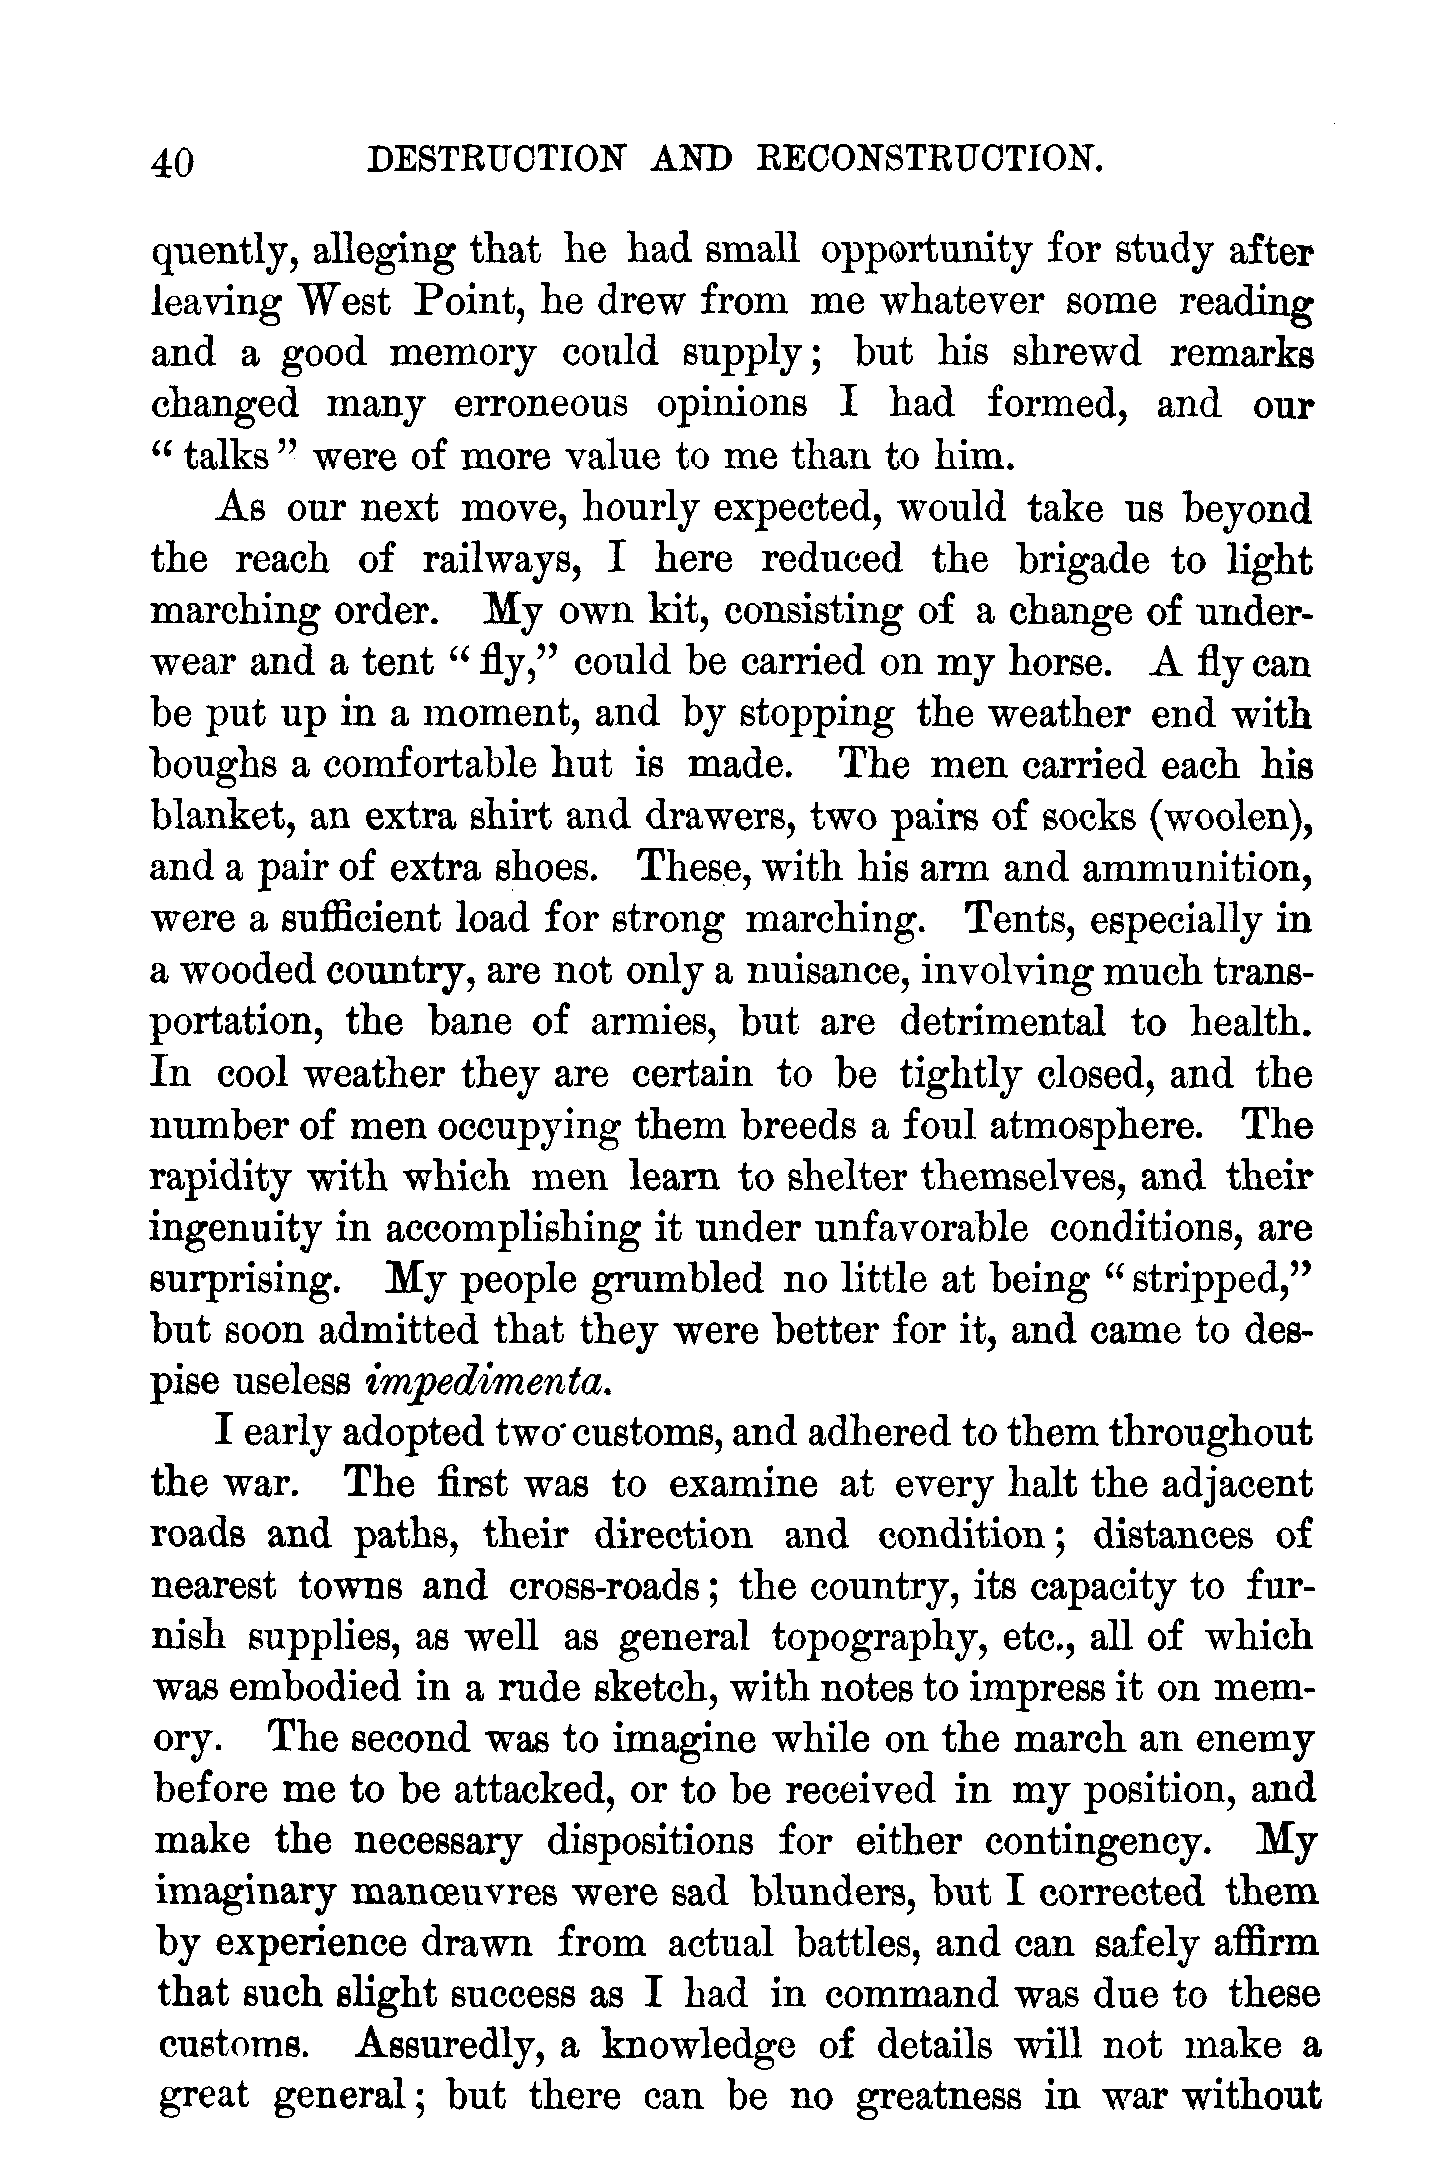 40 DESTRUCTION AND RECONSTRUCTION.
quently, alleging that he had small opportunity for study after
leaving West Point, he drew from me whatever some reading
and a good memory could supply; but his shrewd remarks
changed many erroneous opinions I had formed, and our
“talks” were of more value to me than to him.
As our next move, hourly expected, would take us beyond
the reach of railways, I here reduced the brigade to light
marching order. My own kit, consisting of a change of under-
wear and a tent “fly,” could be carried on my horse. A fly can
be put up in a moment, and by stopping the weather end with
boughs a comfortable hut is made. The men carried each his
blanket, an extra shirt and drawers, two pairs of socks (woolen),
and a pair of extra shoes. These, with his arm and ammunition,
were a sufficient load for strong marching. Tents, especially in
a wooded country, are not only a nuisance, involving much trans-
portation, the bane of armies, but are detrimental to health.
In cool weather they are certain to be tightly closed, and the
number of men occupying them breeds a foul atmosphere. The
rapidity with which men learn to shelter themselves, and their
ingenuity in accomplishing it under unfavorable conditions, are
surprising. My people grumbled no little at being “stripped,”
but soon admitted that they were better for it, and came to des-
pise useless impedimenta.
I early adopted two customs, and adhered to them throughout
the war. The first was to examine at every halt the adjacent
roads and paths, their direction and condition; distances of
nearest towns and cross-roads; the country, its capacity to fur-
nish supplies, as well as general topography, etc., all of which
was embodied in a rude sketch, with notes to impress it on mem-
ory. The second was to imagine while on the march an enemy
before me to be attacked, or to be received in my position, and
make the necessary dispositions for either contingency. My
imaginary manœuvres were sad blunders, but I corrected them
by experience drawn from actual battles, and can safely affirm
that such slight success as I had in command was due to these
customs. Assuredly, a knowledge of details will not make a
great general; but there can be no greatness in war without